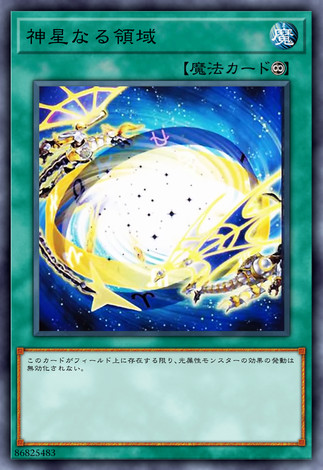 神星なる領域
魔
【魔法カード】
このカードがフィールド上に存在する限り、光属性モンスターの効果の発動は
無効化されない。
86825483